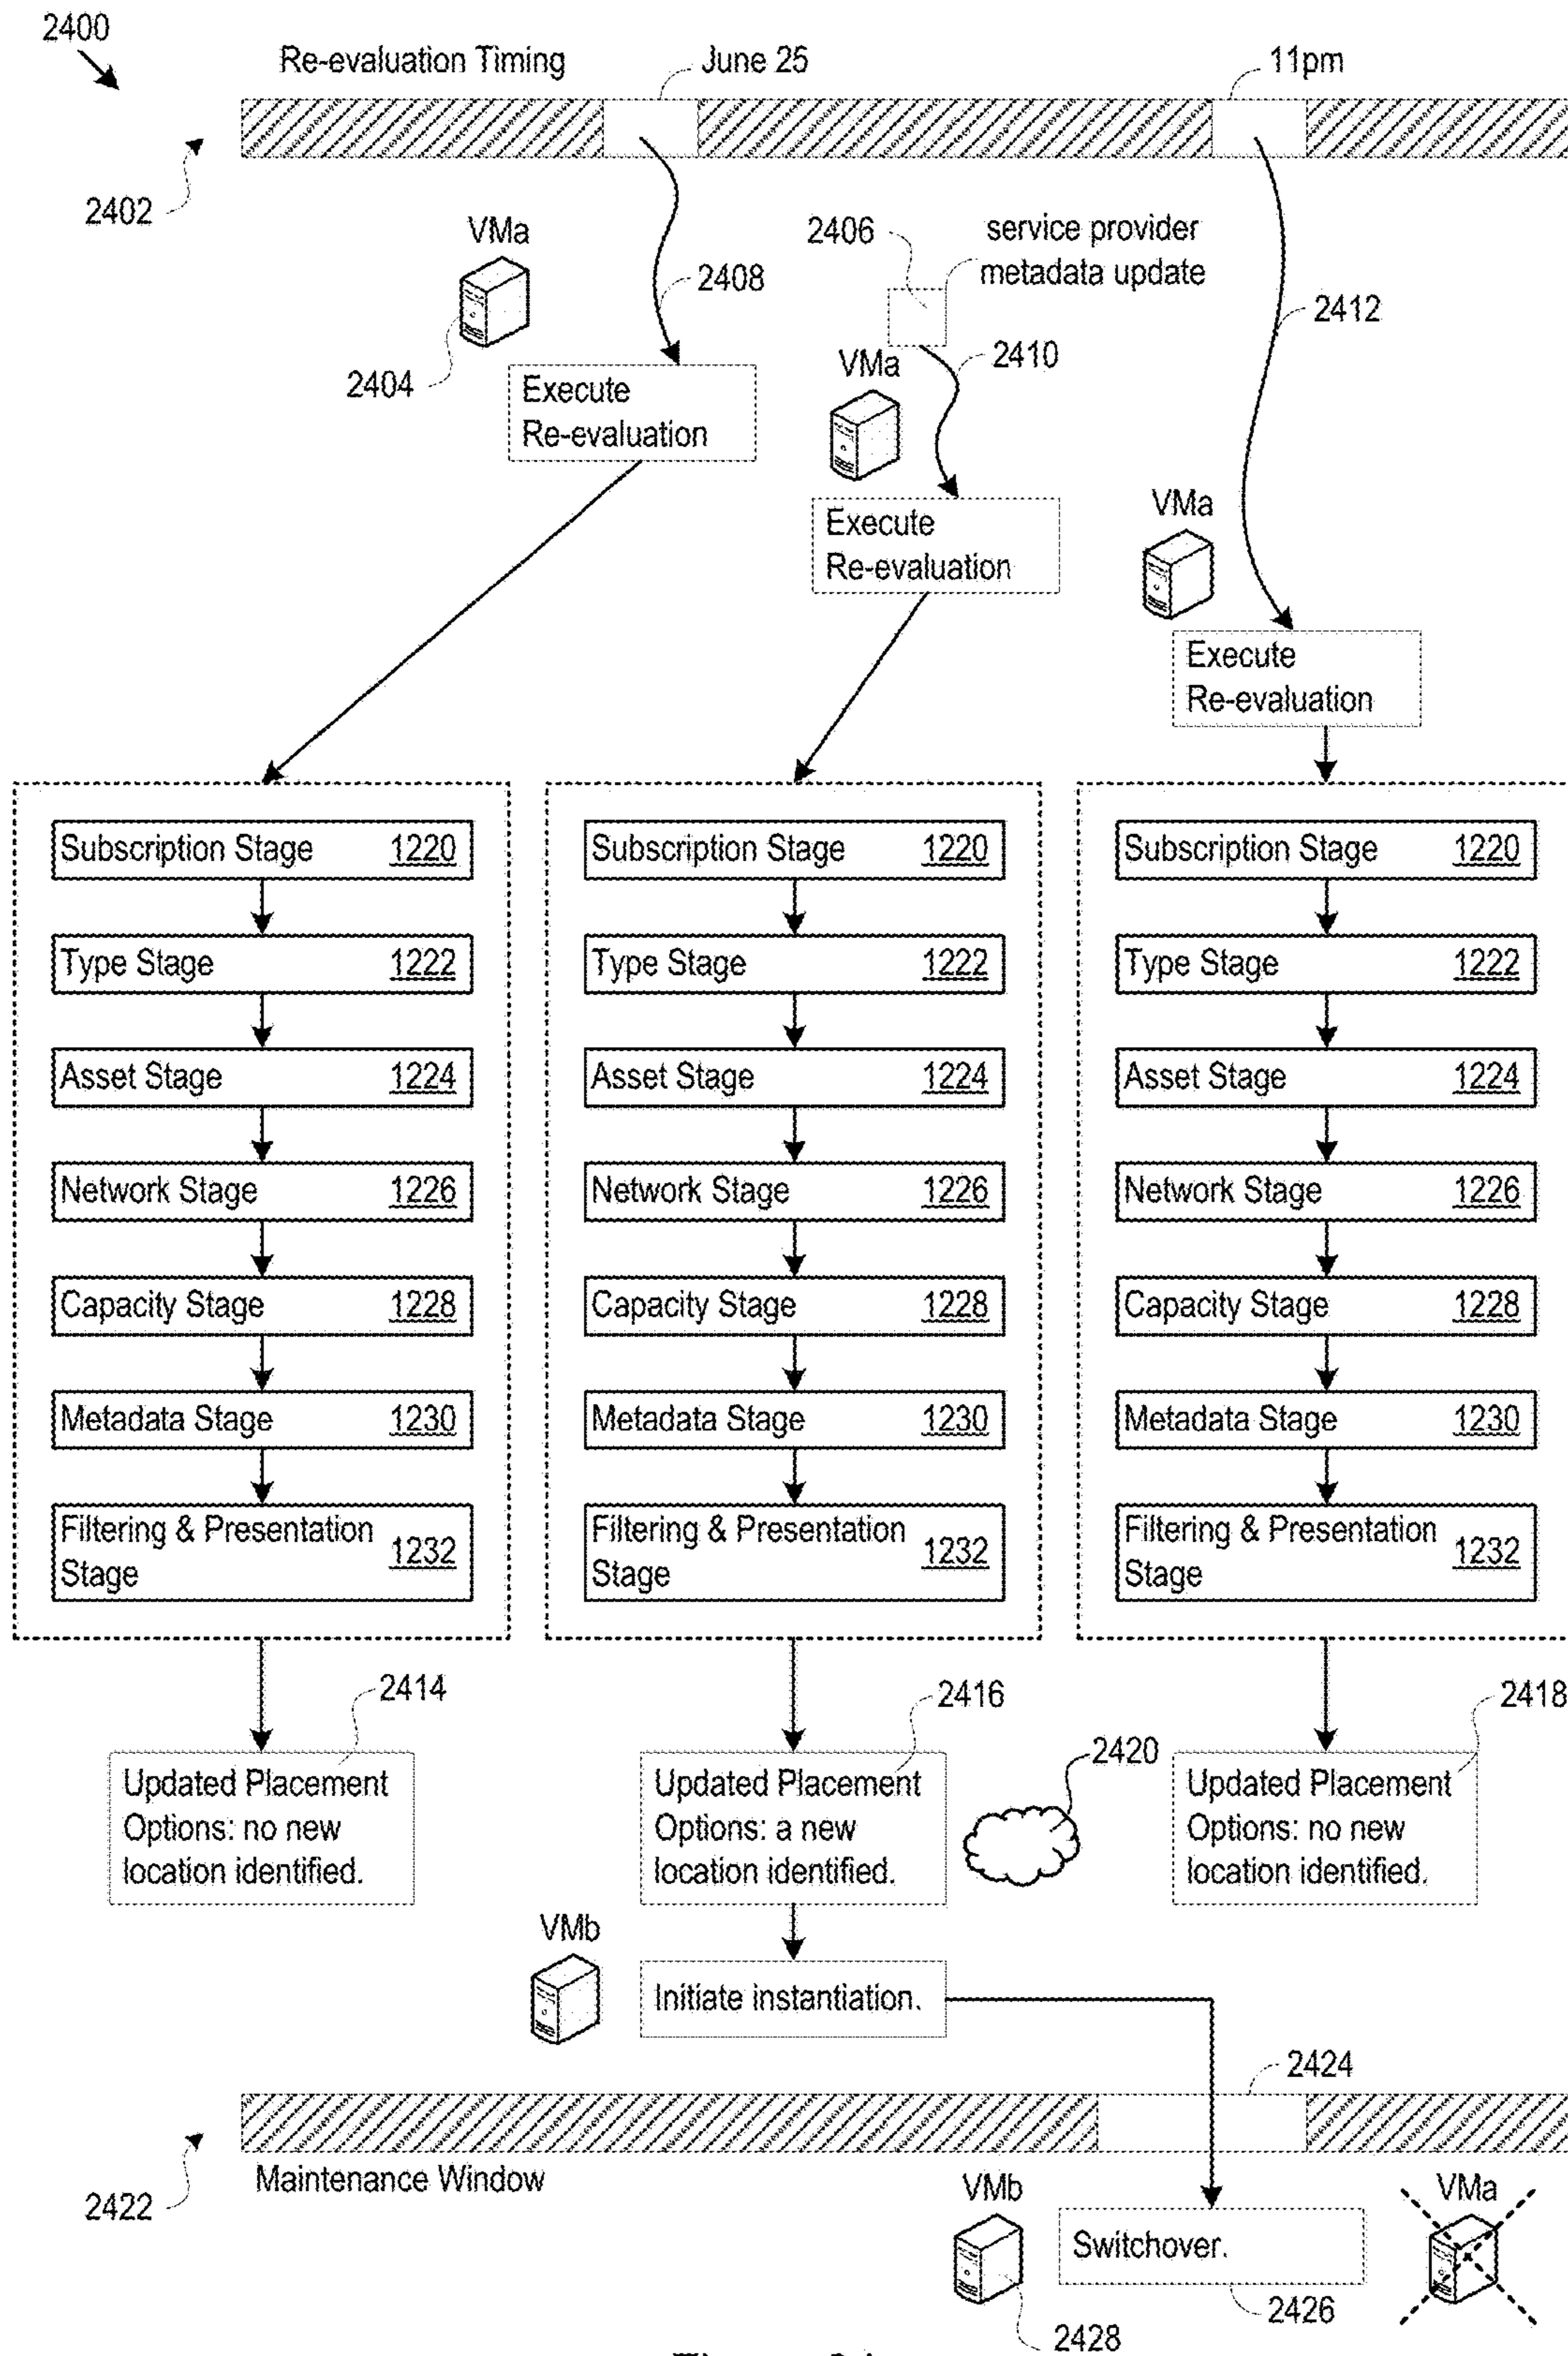 2400
Re-evaluation Timing
June 25
11pm
2402
VMa
2404
2408
2406
service provider
metadata update
2410
2412
Execute
Re-evaluation
VMa
Execute
Re-evaluation
VMa
Execute
Re-evaluation
Subscription Stage 1220
Type Stage 1222
Asset Stage 1224
Network Stage 1226
Capacity Stage 1228
Metadata Stage 1230
Filtering & Presentation
Stage 1232
Subscription Stage 1220
Type Stage 1222
Asset Stage 1224
Network Stage 1226
Capacity Stage 1228
Metadata Stage 1230
Filtering & Presentation
Stage 1232
Subscription Stage 1220
Type Stage 1222
Asset Stage 1224
Network Stage 1226
Capacity Stage 1228
Metadata Stage 1230
Filtering & Presentation
Stage 1232
2414
Updated Placement
Options: no new
location identified.
2416
Updated Placement
Options: a new
location identified.
2420
2418
Updated Placement
Options: no new
location identified.
VMb
Initiate instantiation.
2424
2422
Maintenance Window
VMb
2428
Switchover.
2426
VMa